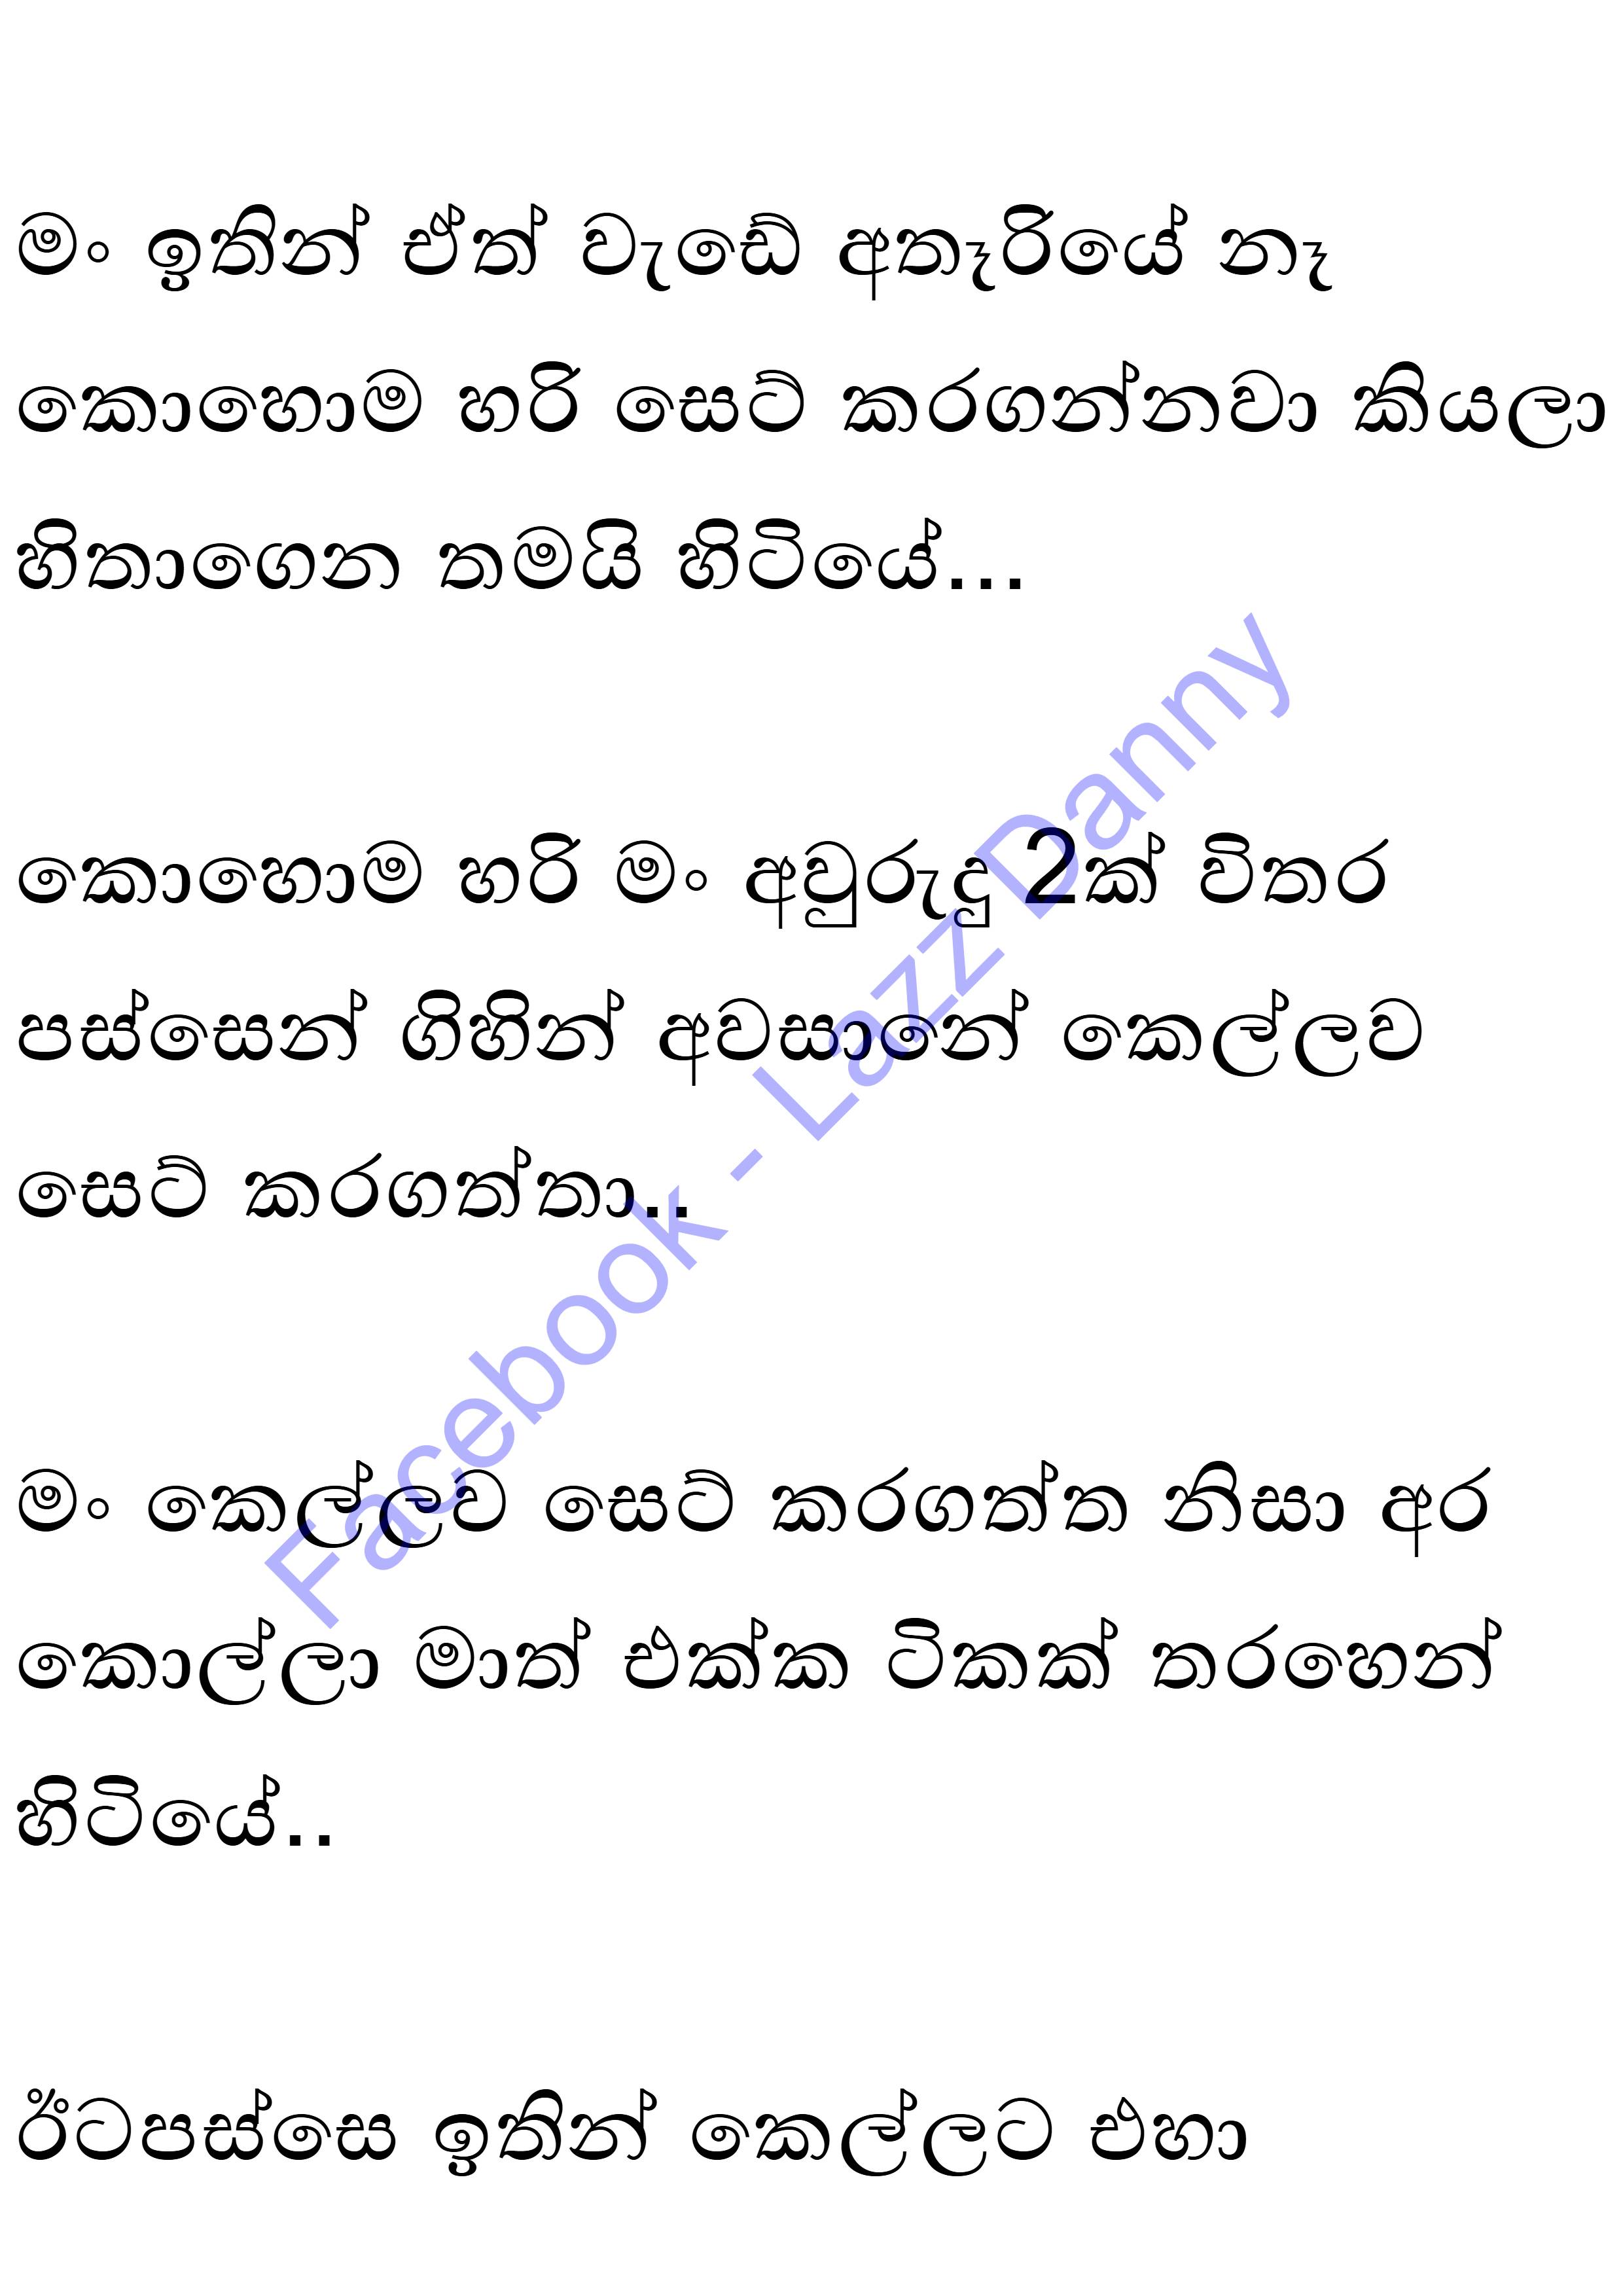 මං ඉතින් ඒත් වැඩේ අතෑරියේ නෑ
කොහොම හරි සෙට් කරගන්නවා කියලා
හිතාගෙන තමයි හිටියේ...
කොහොම හරි මං අවුරුදු 2ක් විතර
පස්සෙන් ගිහින් අවසානේ කෙල්ලව
සෙට් කරගත්තා..
මං කෙල්ලව සෙට් කරගත්ත නිසා අර
කොල්ලා මාත් එක්ක ටිකක් තරහෙන්
හිටියේ..
ඊටපස්සෙ ඉතින් කෙල්ලට එහා
Facebook - Lazz Danny